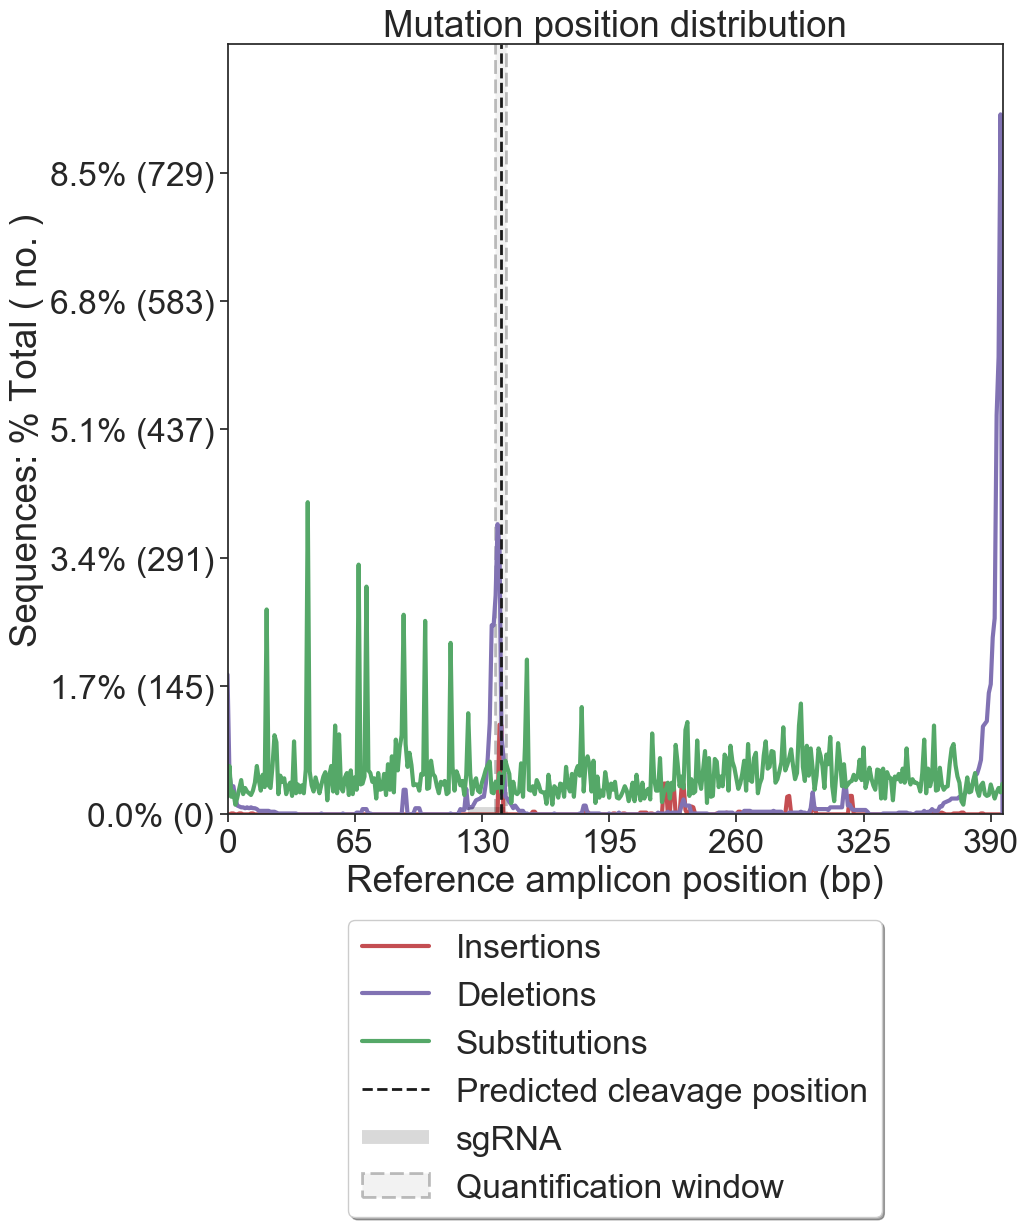 Mutation position distribution
Sequences: % Total ( no. )
8.5% (729)
6.8% (583)
5.1% (437)
3.4% (291)
1.7% (145)
0.0% (0)
0 65 130 195 260 325 390
Reference amplicon position (bp)
Insertions
Deletions
Substitutions
Predicted cleavage position
sgRNA
Quantification window